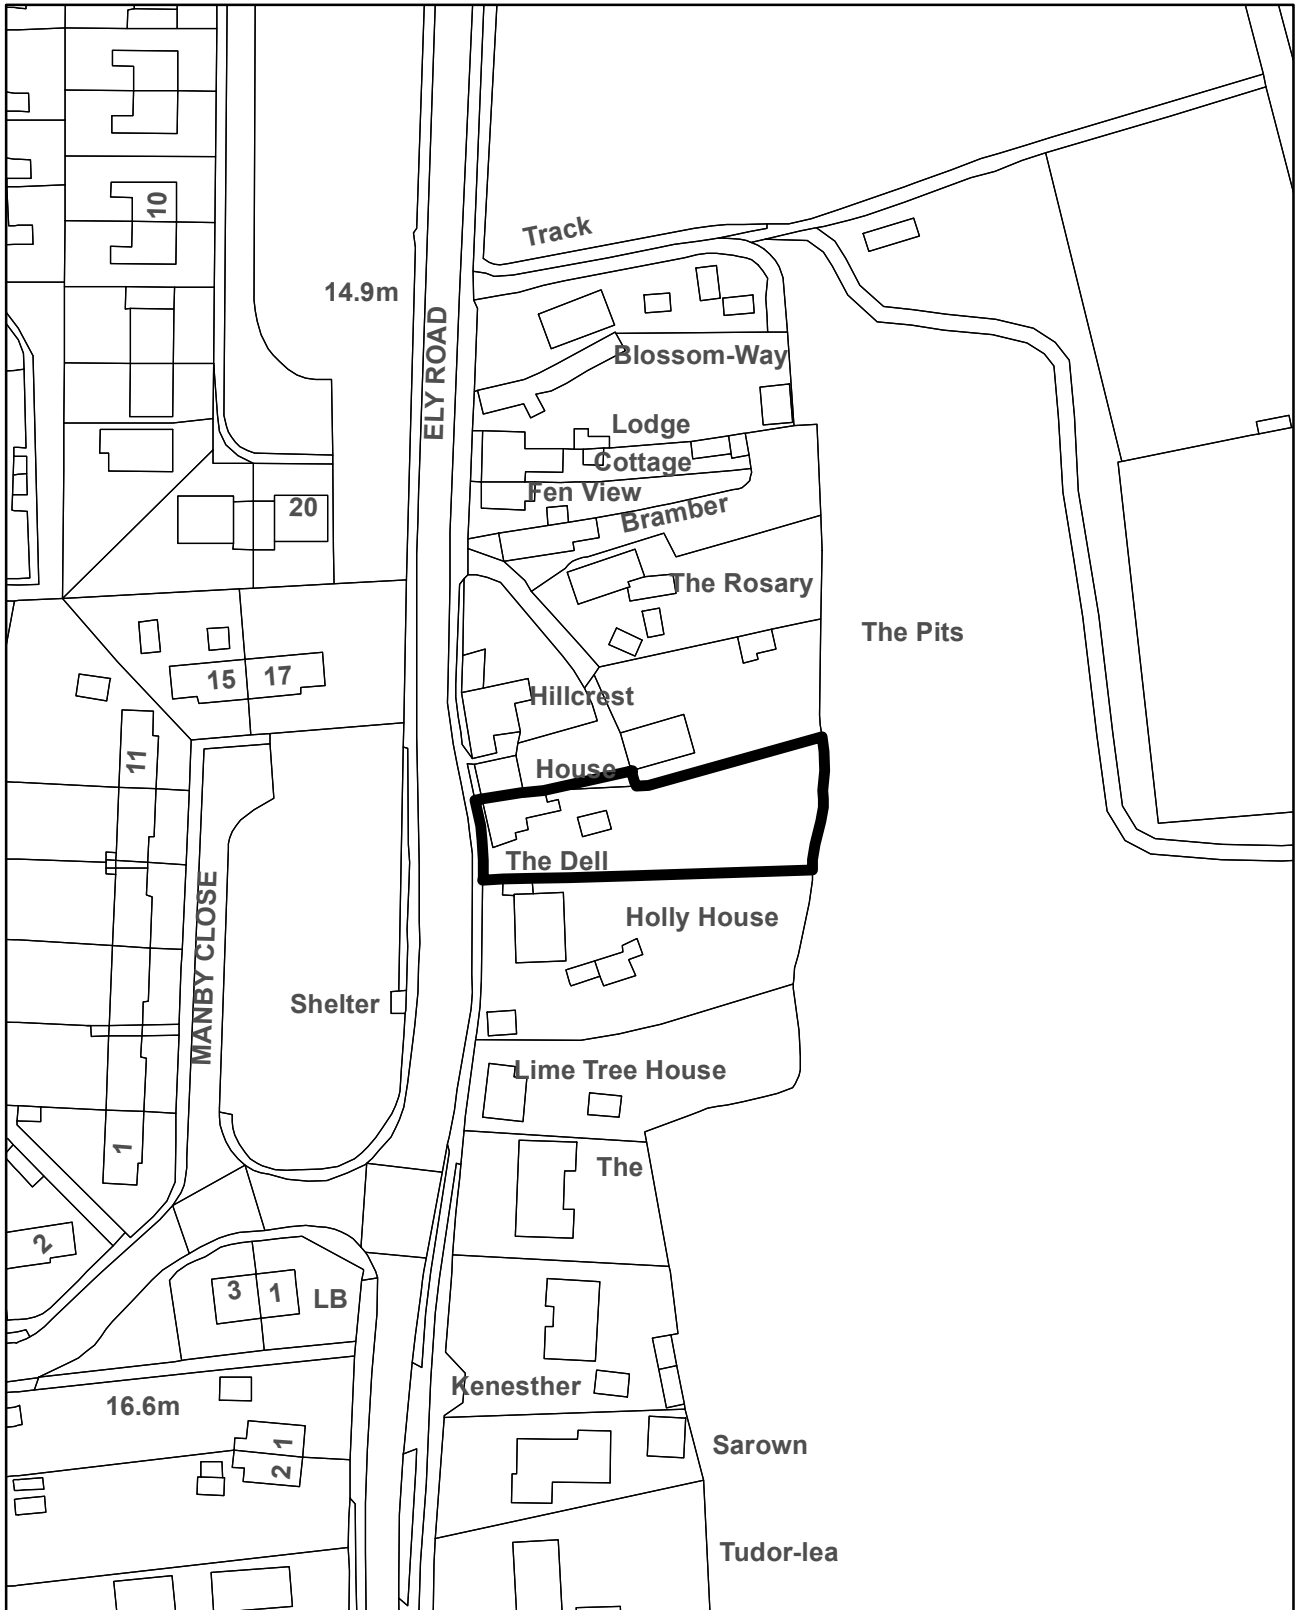 10
Track
14.9m
ELY ROAD
Blossom-Way
Lodge
Cottage
Fen View
20
Bramber
The Rosary
The Pits
15
17
Hillcrest
11
House
The Dell
MANBY CLOSE
Holly House
Shelter
Lime Tree House
1
The
2
3
1
LB
Kenesther
16.6m
1
2
Sarown
Tudor-lea